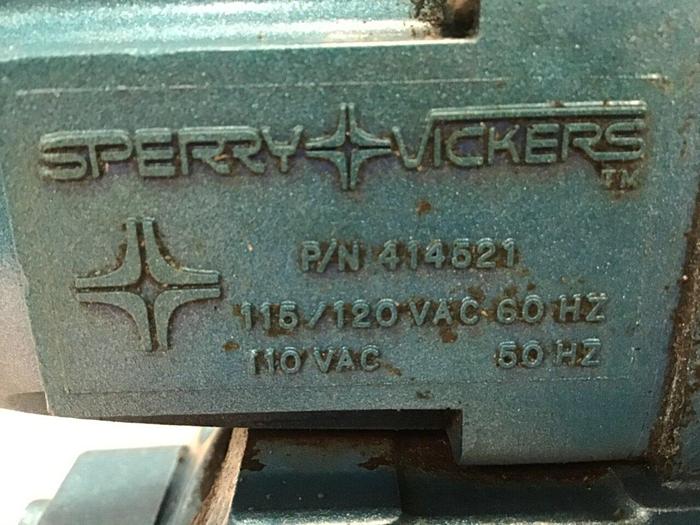 SPERRY VICKERS
TM
P/N 414521
115/120 VAC 60 HZ
110 VAC 50 HZ